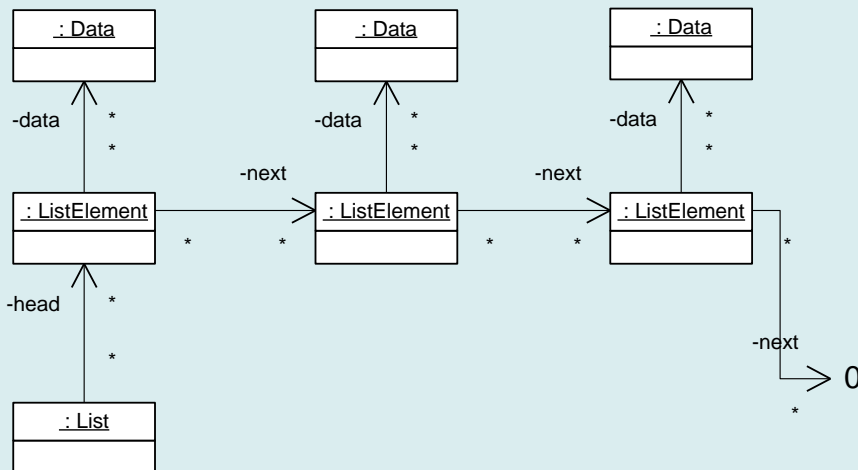 : Data
: Data
: Data
-data
*
*
-data
*
*
-data
*
*
-next
-next
: ListElement
: ListElement
: ListElement
*
*
*
*
*
-head
*
*
-next
0
*
: List